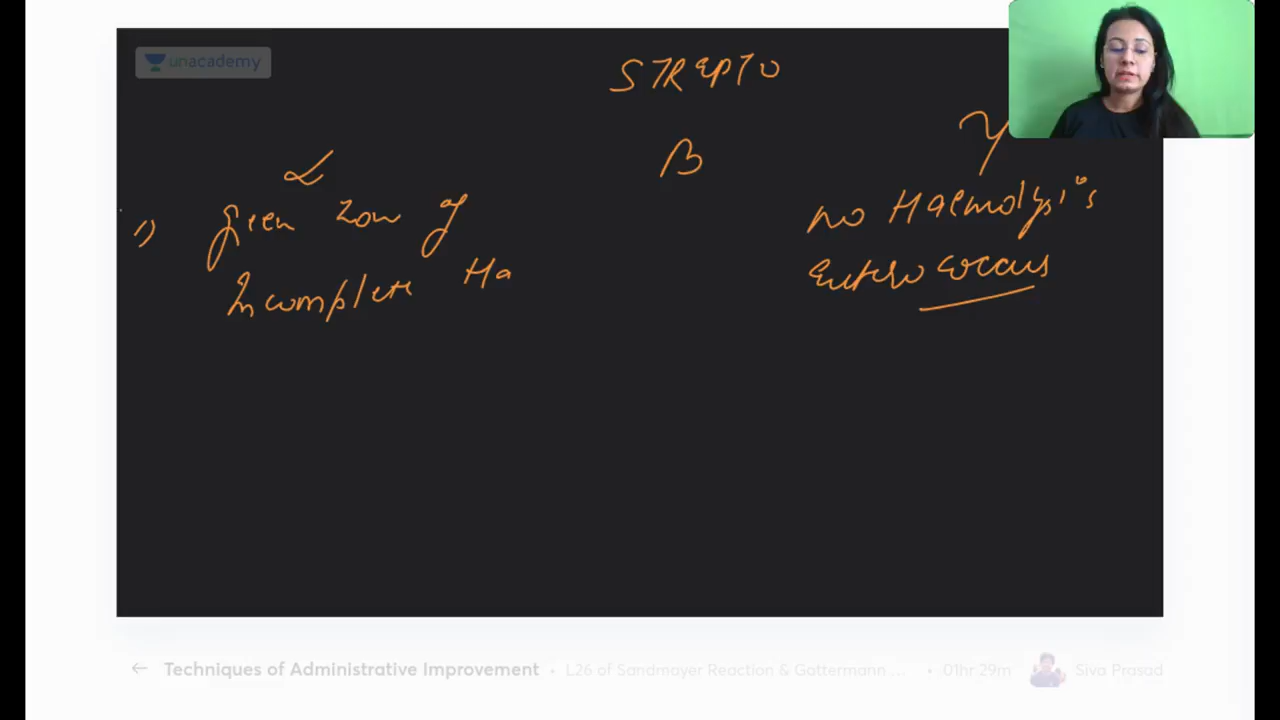 unacademy
STREPTO
α
β
γ
1) Green zone of
Incomplete Ha
no Haemolysis
Enterococcus
← Techniques of Administrative Improvement • L26 of Sandmayer Reaction & Gattermann ... • 01hr 29m Siva Prasad